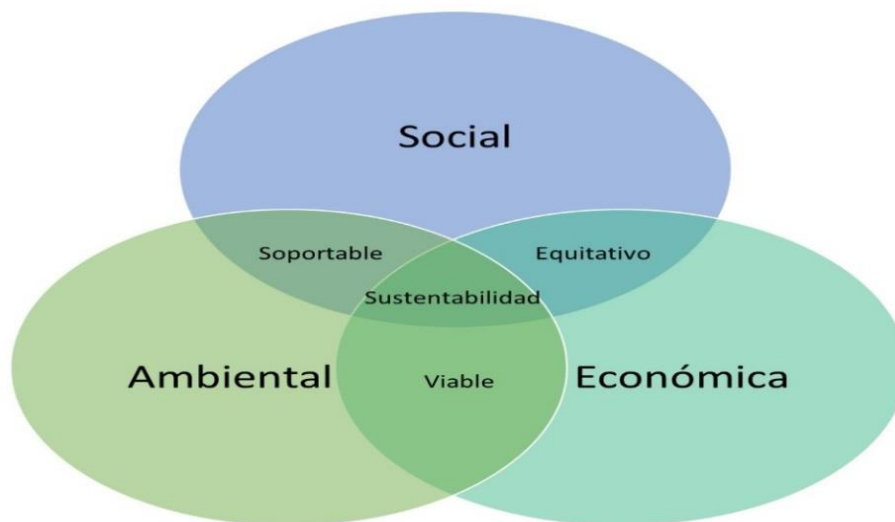 Social
Soportable
Equitativo
Sustentabilidad
Ambiental
Viable
Económica